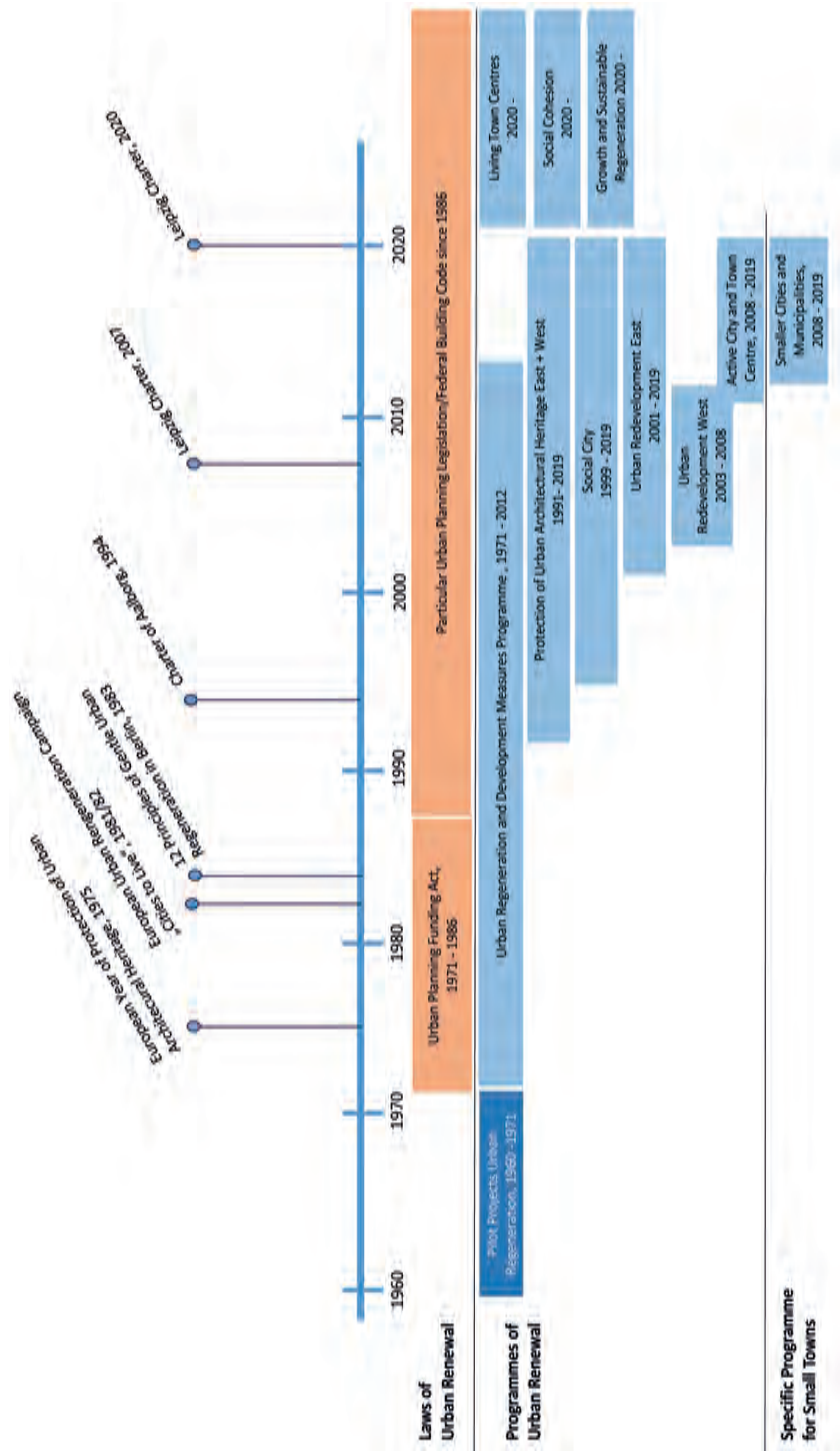 European Year of Protection of Urban
Architecural Heritage, 1975
European Urban Rengeneration Campaign
„Cities to Live", 1981/82
12 Principles of Gentle Urban
Regeneration in Berlin, 1983
Charter of Aalborg, 1994
Leipzig Charter, 2007
Leipzig Charter, 2020
1960
1970
1980
1990
2000
2010
2020
Laws of
Urban Renewal
Urban Planning Funding Act,
1971 - 1986
Particular Urban Planning Legislation/Federal Building Code since 1986
Programmes of
Urban Renewal
Pilot Projects Urban
Regeneration, 1960 -1971
Urban Regeneration and Development Measures Programme , 1971 - 2012
Living Town Centres
2020 -
Protection of Urban Architectural Heritage East + West
1991- 2019
Social Cohesion
2020 -
Social City
1999 - 2019
Growth and Sustainable
Regeneration 2020 -
Urban Redevelopment East
2001 - 2019
Urban
Redevelopment West
2003 - 2008
Active City and Town
Centre, 2008 - 2019
Specific Programme
for Small Towns
Smaller Cities and
Municipalities,
2008 - 2019